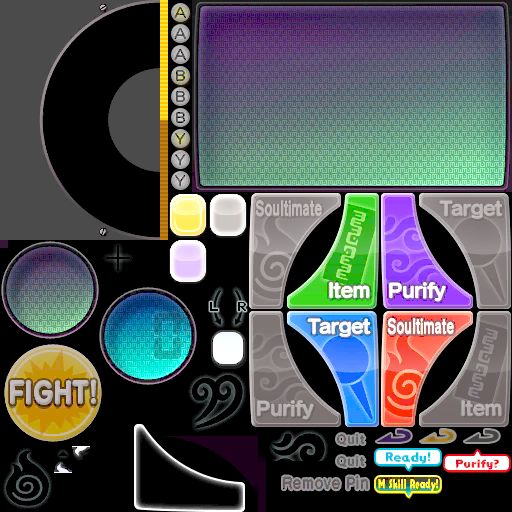 A
A
A
B
B
B
Y
Y
Y
Soultimate
Target
Item
Purify
L R
Target
Soultimate
FIGHT!
Purify
Item
Quit
Quit
Ready!
Purify?
Remove Pin
M Skill Ready!